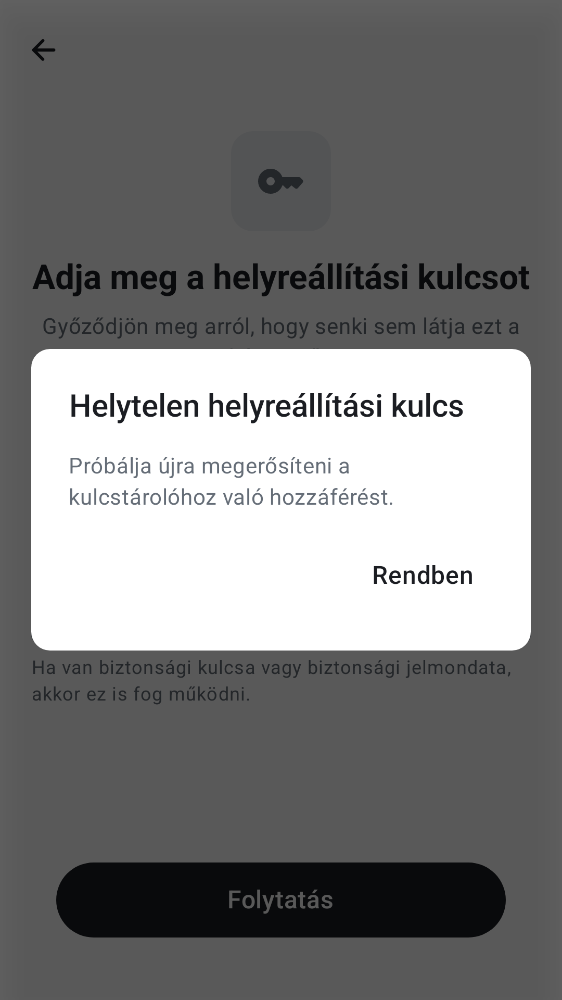 Adja meg a helyreállítási kulcsot
Győződjön meg arról, hogy senki sem látja ezt a
Helytelen helyreállítási kulcs
Próbálja újra megerősíteni a
kulcstárolóhoz való hozzáférést.
Rendben
Ha van biztonsági kulcsa vagy biztonsági jelmondata,
akkor ez is fog működni.
Folytatás